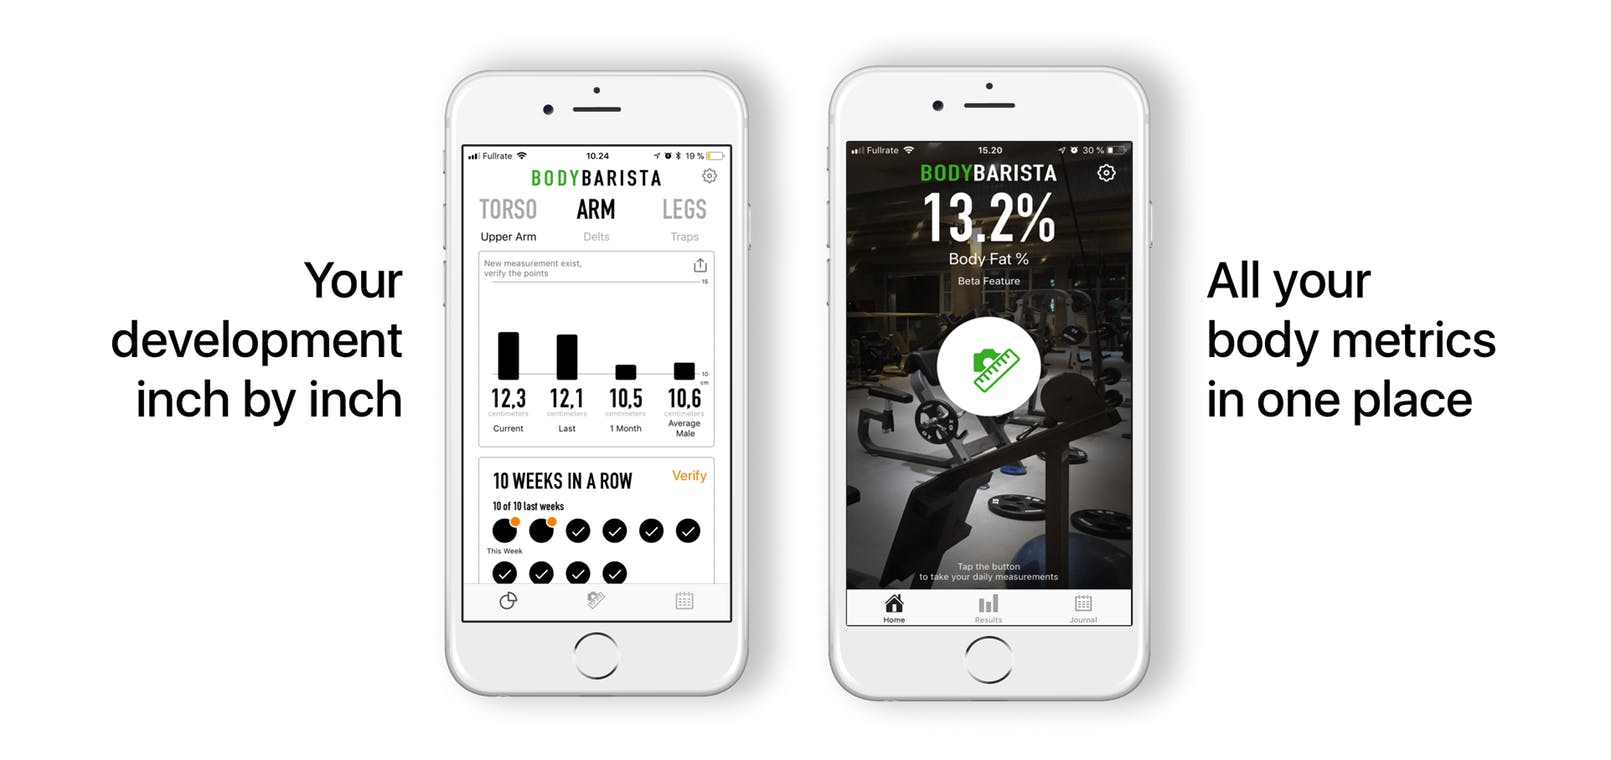 Your
development
inch by inch
Fullrate
10.24
19 %
BODYBARISTA
TORSO ARM LEGS
Upper Arm Delts Traps
New measurement exist,
verify the points
15
10
cm
12,3 12,1 10,5 10,6
centimeters centimeters centimeters centimeters
Current Last 1 Month Average
Male
10 WEEKS IN A ROW Verify
10 of 10 last weeks
This Week
Fullrate
15.20
30 %
BODYBARISTA
13.2%
Body Fat %
Beta Feature
Tap the button
to take your daily measurements
Home Results Journal
All your
body metrics
in one place